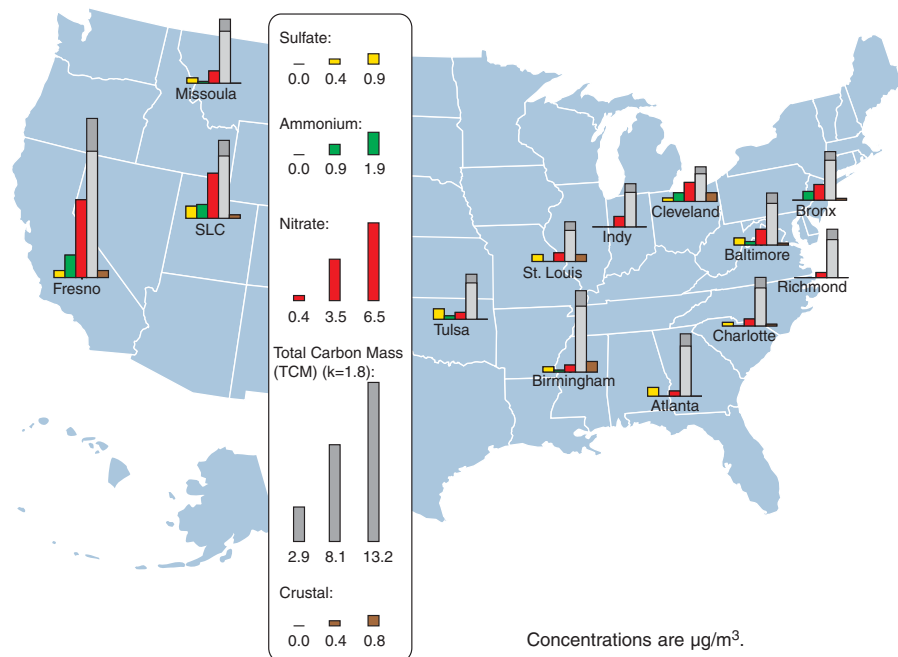 Sulfate:
0.0 0.4 0.9
Ammonium:
0.0 0.9 1.9
Nitrate:
0.4 3.5 6.5
Total Carbon Mass
(TCM) (k=1.8):
2.9 8.1 13.2
Crustal:
0.0 0.4 0.8
Missoula
SLC
Fresno
Cleveland
Bronx
Indy
Baltimore
St. Louis
Richmond
Tulsa
Charlotte
Birmingham
Atlanta
Concentrations are µg/m³.